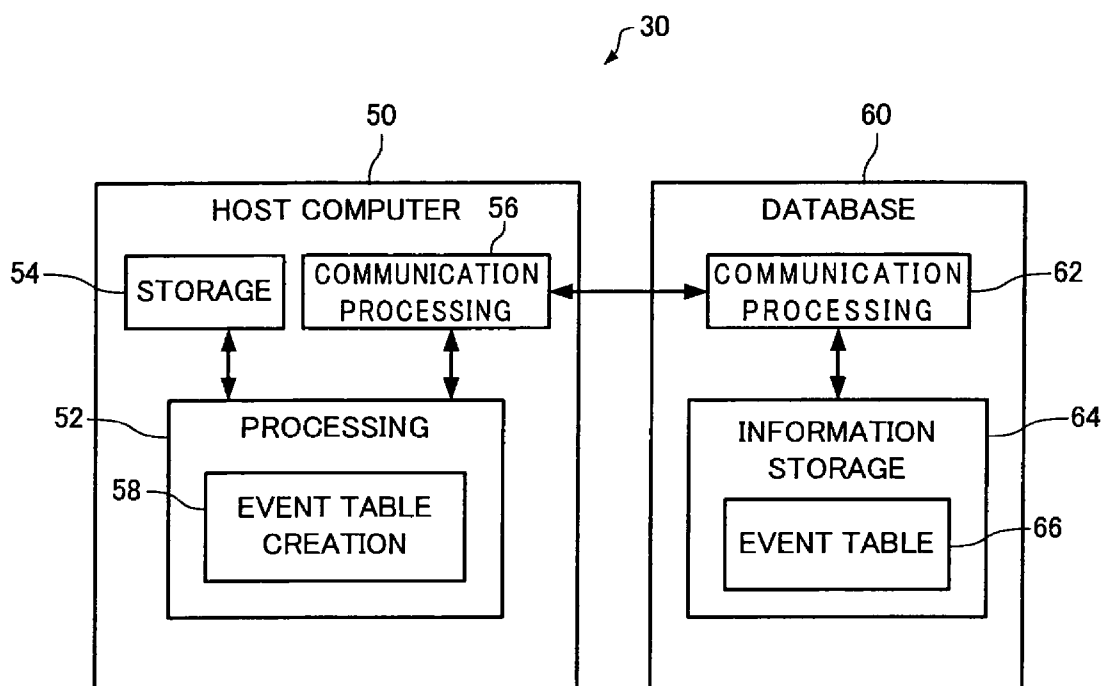 30
50
60
HOST COMPUTER
56
DATABASE
54
STORAGE
COMMUNICATION
PROCESSING
COMMUNICATION
PROCESSING
62
52
PROCESSING
INFORMATION
STORAGE
64
58
EVENT TABLE
CREATION
EVENT TABLE
66